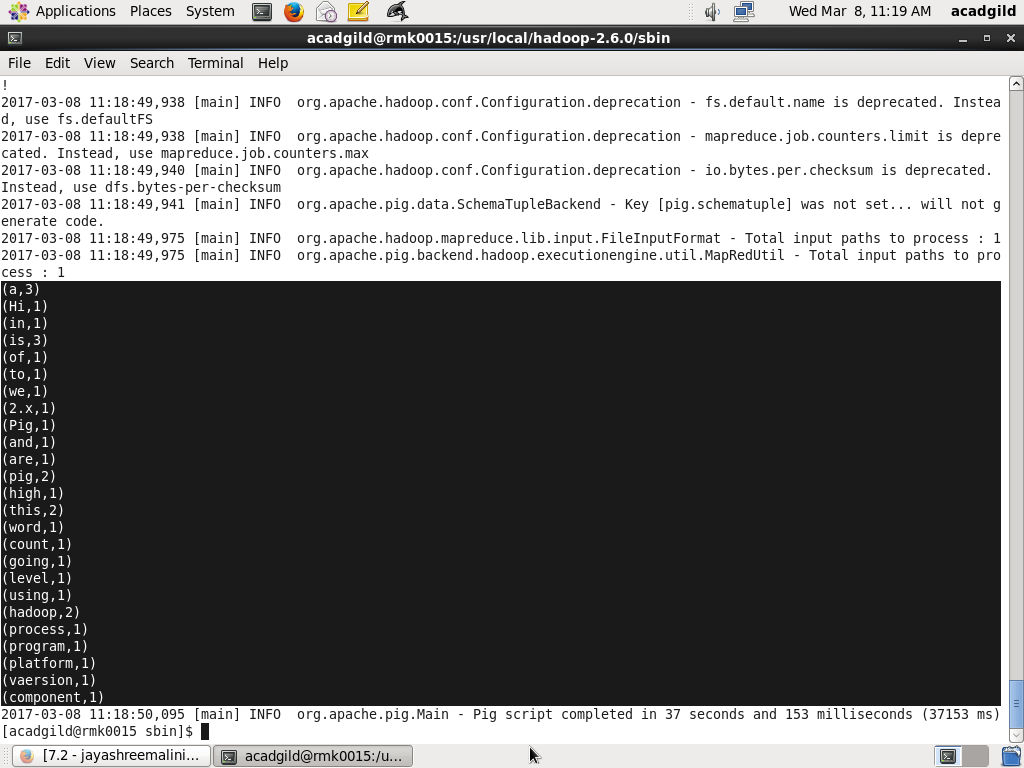 Applications Places System Wed Mar 8, 11:19 AM acadgild
acadgild@rmk0015:/usr/local/hadoop-2.6.0/sbin
File Edit View Search Terminal Help
!
2017-03-08 11:18:49,938 [main] INFO  org.apache.hadoop.conf.Configuration.deprecation - fs.default.name is deprecated. Instea
d, use fs.defaultFS
2017-03-08 11:18:49,938 [main] INFO  org.apache.hadoop.conf.Configuration.deprecation - mapreduce.job.counters.limit is depre
cated. Instead, use mapreduce.job.counters.max
2017-03-08 11:18:49,940 [main] INFO  org.apache.hadoop.conf.Configuration.deprecation - io.bytes.per.checksum is deprecated.
Instead, use dfs.bytes-per-checksum
2017-03-08 11:18:49,941 [main] INFO  org.apache.pig.data.SchemaTupleBackend - Key [pig.schematuple] was not set... will not g
enerate code.
2017-03-08 11:18:49,975 [main] INFO  org.apache.hadoop.mapreduce.lib.input.FileInputFormat - Total input paths to process : 1
2017-03-08 11:18:49,975 [main] INFO  org.apache.pig.backend.hadoop.executionengine.util.MapRedUtil - Total input paths to pro
cess : 1
(a,3)
(Hi,1)
(in,1)
(is,3)
(of,1)
(to,1)
(we,1)
(2.x,1)
(Pig,1)
(and,1)
(are,1)
(pig,2)
(high,1)
(this,2)
(word,1)
(count,1)
(going,1)
(level,1)
(using,1)
(hadoop,2)
(process,1)
(program,1)
(platform,1)
(vaersion,1)
(component,1)
2017-03-08 11:18:50,095 [main] INFO  org.apache.pig.Main - Pig script completed in 37 seconds and 153 milliseconds (37153 ms)
[acadgild@rmk0015 sbin]$
[7.2 - jayashreemalini... acadgild@rmk0015:/u...